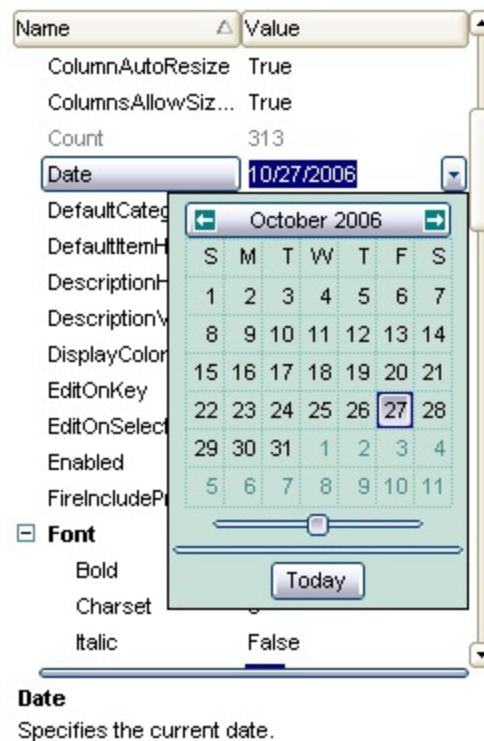 Name Value
ColumnAutoResize True
ColumnsAllowSiz... True
Count 313
Date 10/27/2006
DefaultCateg
October 2006
DefaultItemH
S M T W T F S
DescriptionH
1 2 3 4 5 6 7
DescriptionV
8 9 10 11 12 13 14
DisplayColor
15 16 17 18 19 20 21
EditOnKey
22 23 24 25 26 27 28
EditOnSelect
29 30 31 1 2 3 4
Enabled
5 6 7 8 9 10 11
FireIncludePr
Font
Bold
Today
Charset
Italic False
Date
Specifies the current date.